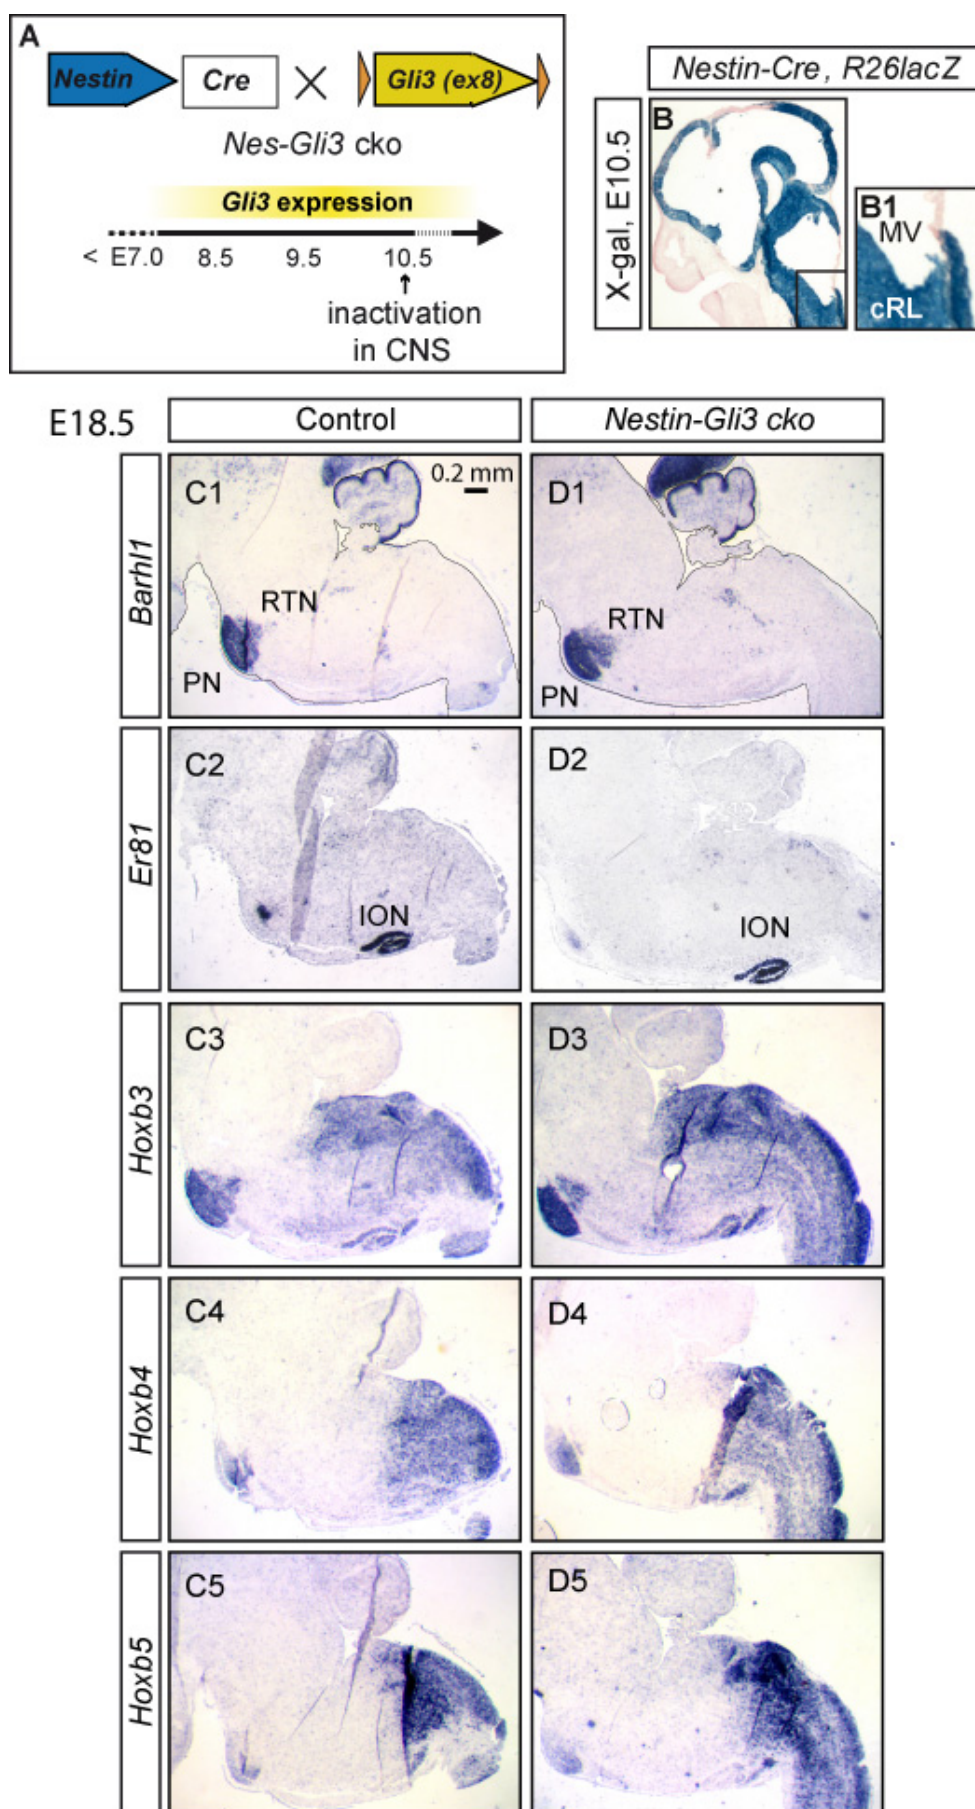 A
Nestin Cre X Gli3 (ex8)
Nes-Gli3 cko
Gli3 expression
< E7.0 8.5 9.5 10.5
inactivation
in CNS
Nestin-Cre, R26lacZ
X-gal, E10.5
B
B1
MV
cRL
E18.5
Control
Nestin-Gli3 cko
Barhl1
C1
0.2 mm
RTN
PN
D1
RTN
PN
Er81
C2
ION
D2
ION
Hoxb3
C3
D3
Hoxb4
C4
D4
Hoxb5
C5
D5